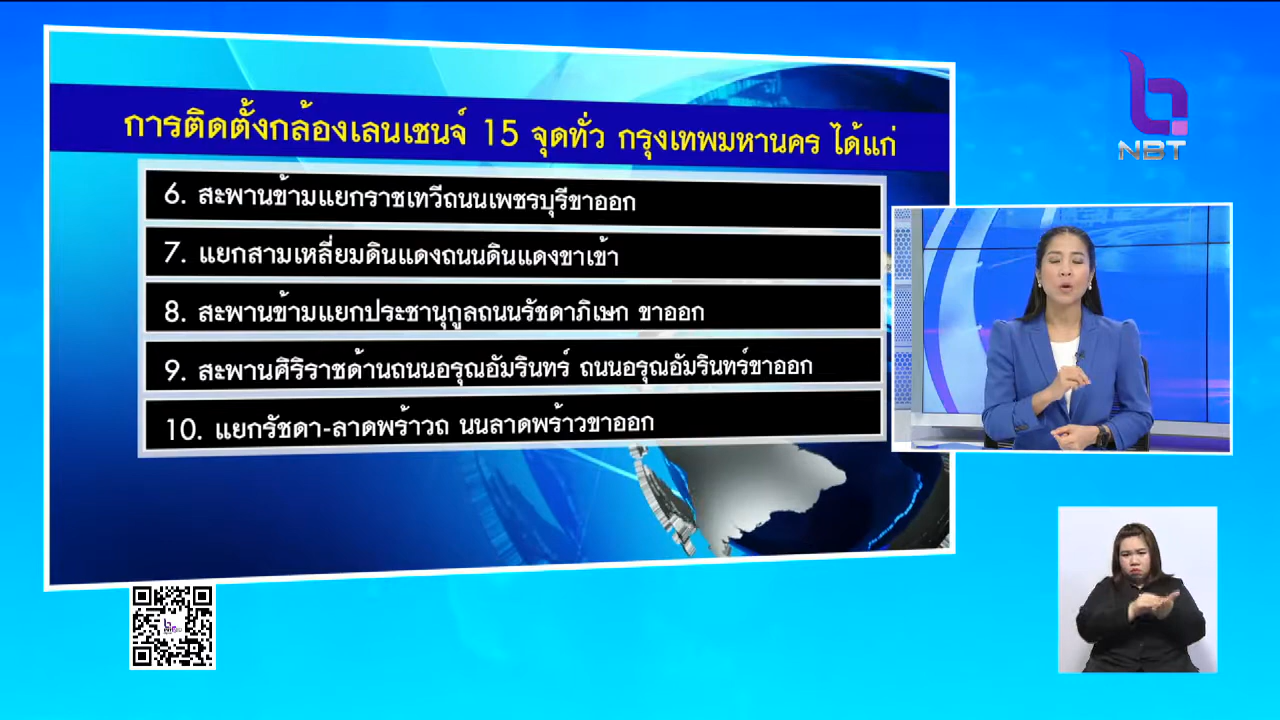 การติดตั้งกล้องเลนเชนจ์ 15 จุดทั่ว กรุงเทพมหานคร ได้แก่
6. สะพานข้ามแยกราชเทวีถนนเพชรบุรีขาออก
7. แยกสามเหลี่ยมดินแดงถนนดินแดงขาเข้า
8. สะพานข้ามแยกประชานุกูลถนนรัชดาภิเษก ขาออก
9. สะพานศิริราชด้านถนนอรุณอัมรินทร์ ถนนอรุณอัมรินทร์ขาออก
10. แยกรัชดา-ลาดพร้าวถ นนลาดพร้าวขาออก
NBT